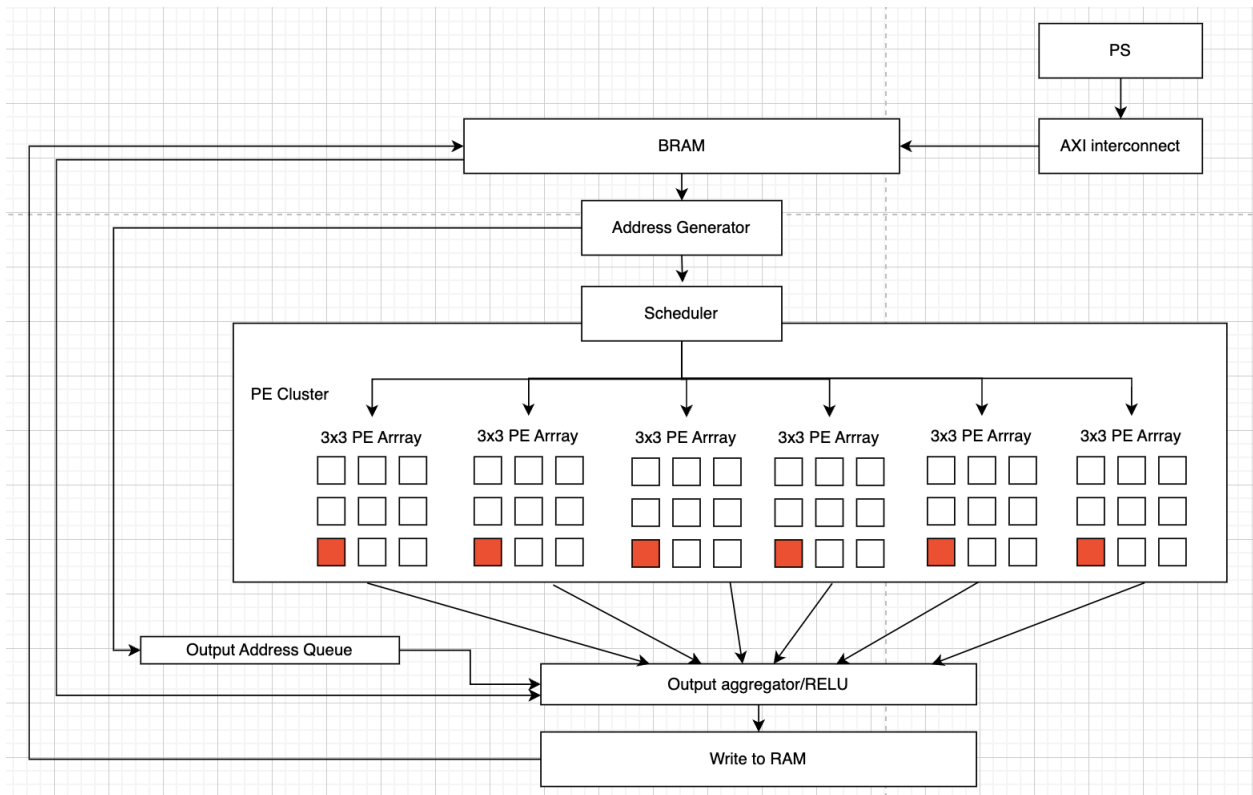 PS
BRAM
AXI interconnect
Address Generator
Scheduler
PE Cluster
3x3 PE Arrray
3x3 PE Arrray
3x3 PE Arrray
3x3 PE Arrray
3x3 PE Arrray
3x3 PE Arrray
Output Address Queue
Output aggregator/RELU
Write to RAM